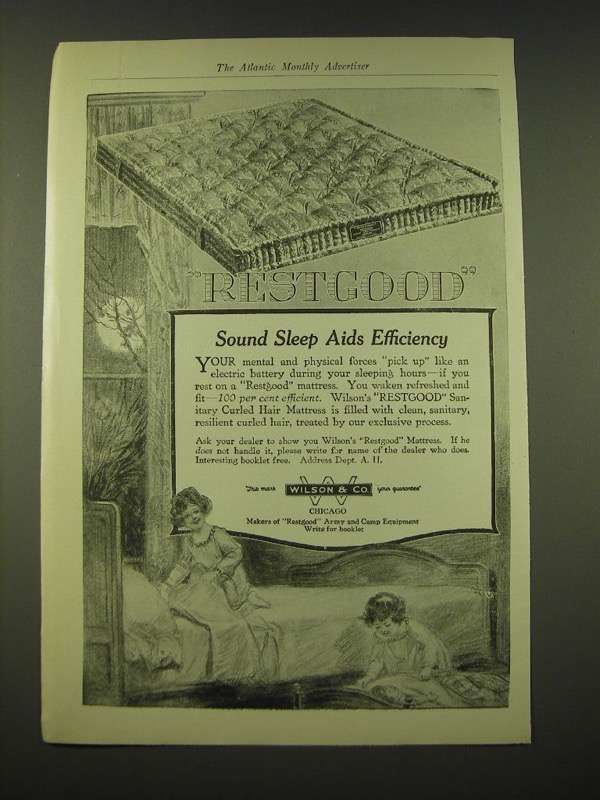 The Atlantic Monthly Advertiser
"RESTGOOD"
Sound Sleep Aids Efficiency
YOUR mental and physical forces "pick up" like an
electric battery during your sleeping hours—if you
rest on a "Restgood" mattress. You waken refreshed and
fit—100 per cent efficient. Wilson's "RESTGOOD" San-
itary Curled Hair Mattress is filled with clean, sanitary,
resilient curled hair, treated by our exclusive process.
Ask your dealer to show you Wilson's "Restgood" Mattress. If he
does not handle it, please write for name of the dealer who does.
Interesting booklet free. Address Dept. A. H.
"This mark WILSON & CO. your guarantee"
W
CHICAGO
Makers of "Restgood" Army and Camp Equipment
Write for booklet